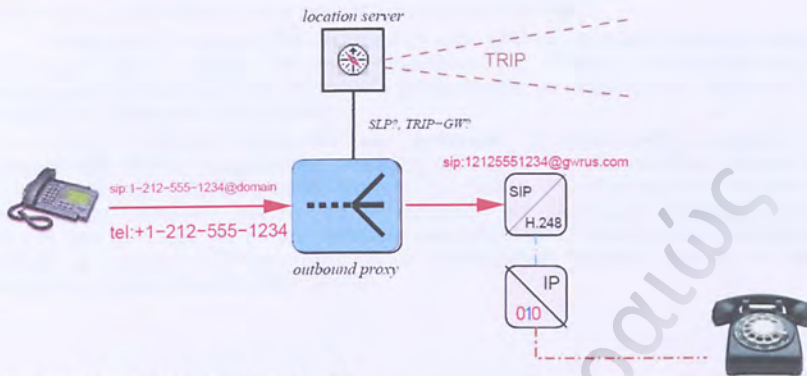 location server
TRIP
SLP?, TRIP-GW?
sip:12125551234@gwrus.com
sip:1-212-555-1234@domain
tel:+1-212-555-1234
SIP
H.248
outbound proxy
IP
010
ραιώς